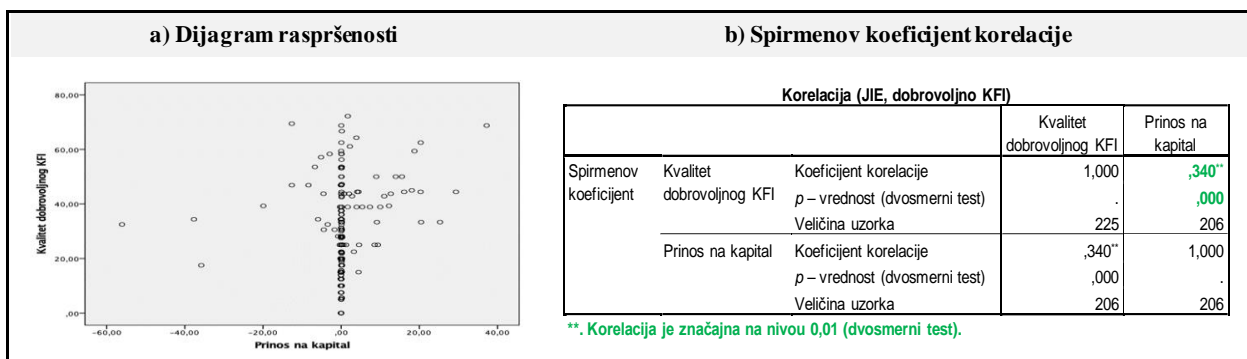 a) Dijagram raspršenosti
b) Spirmenov koeficijent korelacije
80,00
60,00
40,00
20,00
,00
Kvalitet dobrovoljnog KFI
-60,00 -40,00 -20,00 ,00 20,00 40,00
Prinos na kapital
Korelacija (JIE, dobrovoljno KFI)
Kvalitet Prinos na
dobrovoljnog KFI kapital
Spirmenov Kvalitet Koeficijent korelacije 1,000 ,340**
koeficijent dobrovoljnog KFI p – vrednost (dvosmerni test) . ,000
Veličina uzorka 225 206
Prinos na kapital Koeficijent korelacije ,340** 1,000
p – vrednost (dvosmerni test) ,000 .
Veličina uzorka 206 206
**. Korelacija je značajna na nivou 0,01 (dvosmerni test).